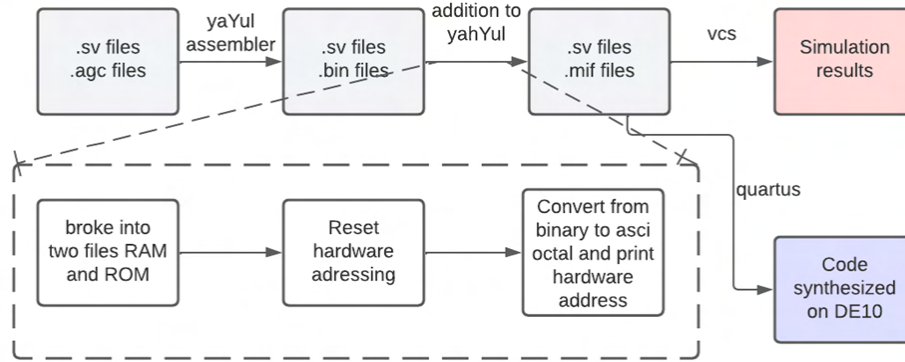 .sv files
.agc files
yaYul
assembler
.sv files
.bin files
addition to
yahYul
.sv files
.mif files
vcs
Simulation
results
quartus
broke into
two files RAM
and ROM
Reset
hardware
adressing
Convert from
binary to asci
octal and print
hardware
address
Code
synthesized
on DE10